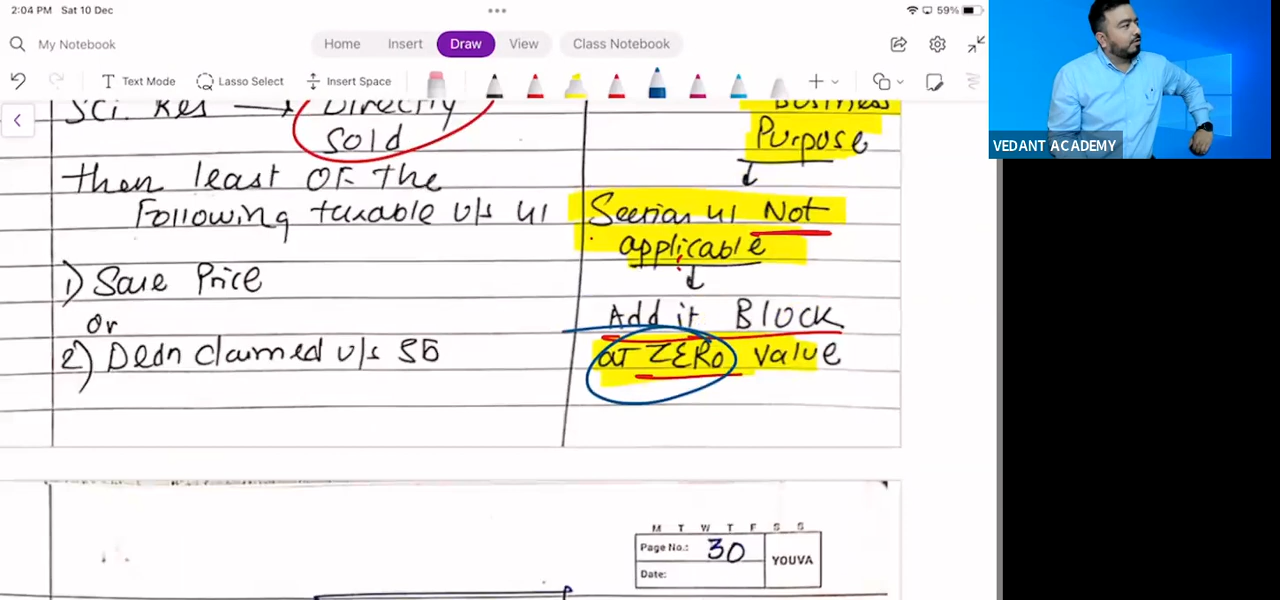 2:04 PM Sat 10 Dec
59%
My Notebook
Home Insert Draw View Class Notebook
Text Mode Lasso Select Insert Space
VEDANT ACADEMY
Sci. Res → Directly
sold
then least OF the
Following taxable u/s 41
1) Sale Price
or
2) Dedn claimed u/s 35
Business
Purpose
Section 41 Not
applicable
Add it Block
at ZERO value
M T W T F S S
Page No.: 30
Date:
YOUVA